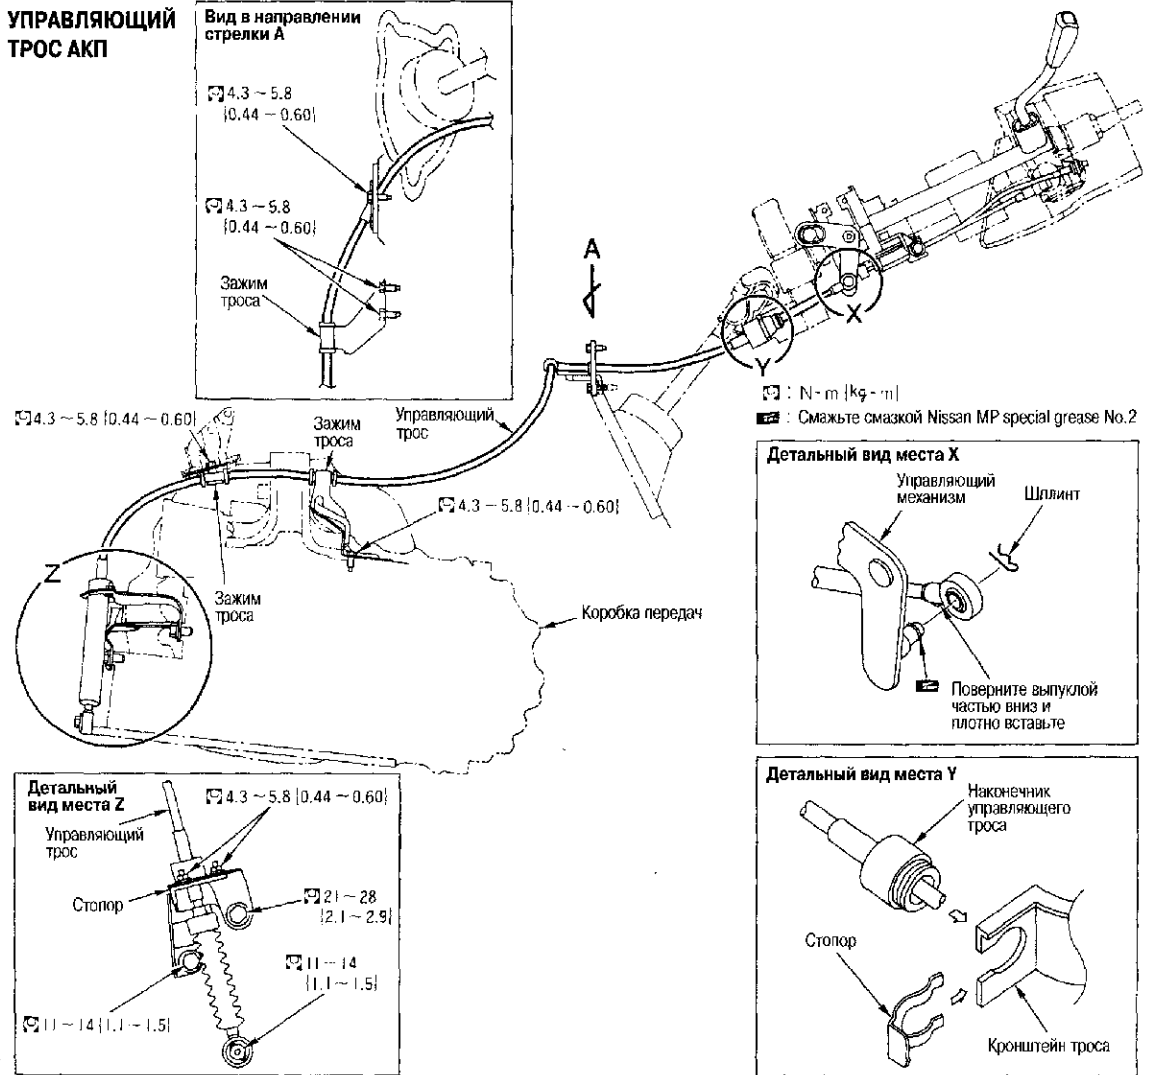 УПРАВЛЯЮЩИЙ
ТРОС АКП
Вид в направлении
стрелки А
4.3 ~ 5.8
{0.44 ~ 0.60}
4.3 ~ 5.8
{0.44 ~ 0.60}
Зажим
троса
A
X
Y
: N-m {kg-m}
: Смажьте смазкой Nissan MP special grease No.2
4.3 ~ 5.8 {0.44 ~ 0.60}
Зажим
троса
Управляющий
трос
4.3 ~ 5.8 {0.44 ~ 0.60}
Z
Зажим
троса
Коробка передач
Детальный вид места X
Управляющий
механизм
Шплинт
Поверните выпуклой
частью вниз и
плотно вставьте
Детальный
вид места Z
4.3 ~ 5.8 {0.44 ~ 0.60}
Управляющий
трос
Стопор
21 ~ 28
{2.1 ~ 2.9}
11 ~ 14
{1.1 ~ 1.5}
11 ~ 14 {1.1 ~ 1.5}
Детальный вид места Y
Наконечник
управляющего
троса
Стопор
Кронштейн троса